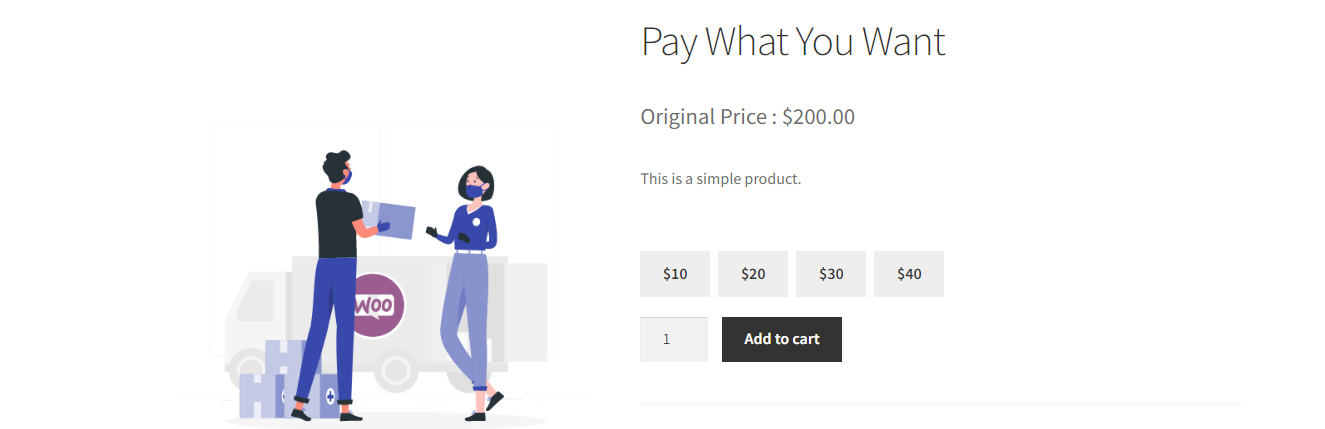 Pay What You Want
Original Price : $200.00
This is a simple product.
$10 $20 $30 $40
1 Add to cart
WOO